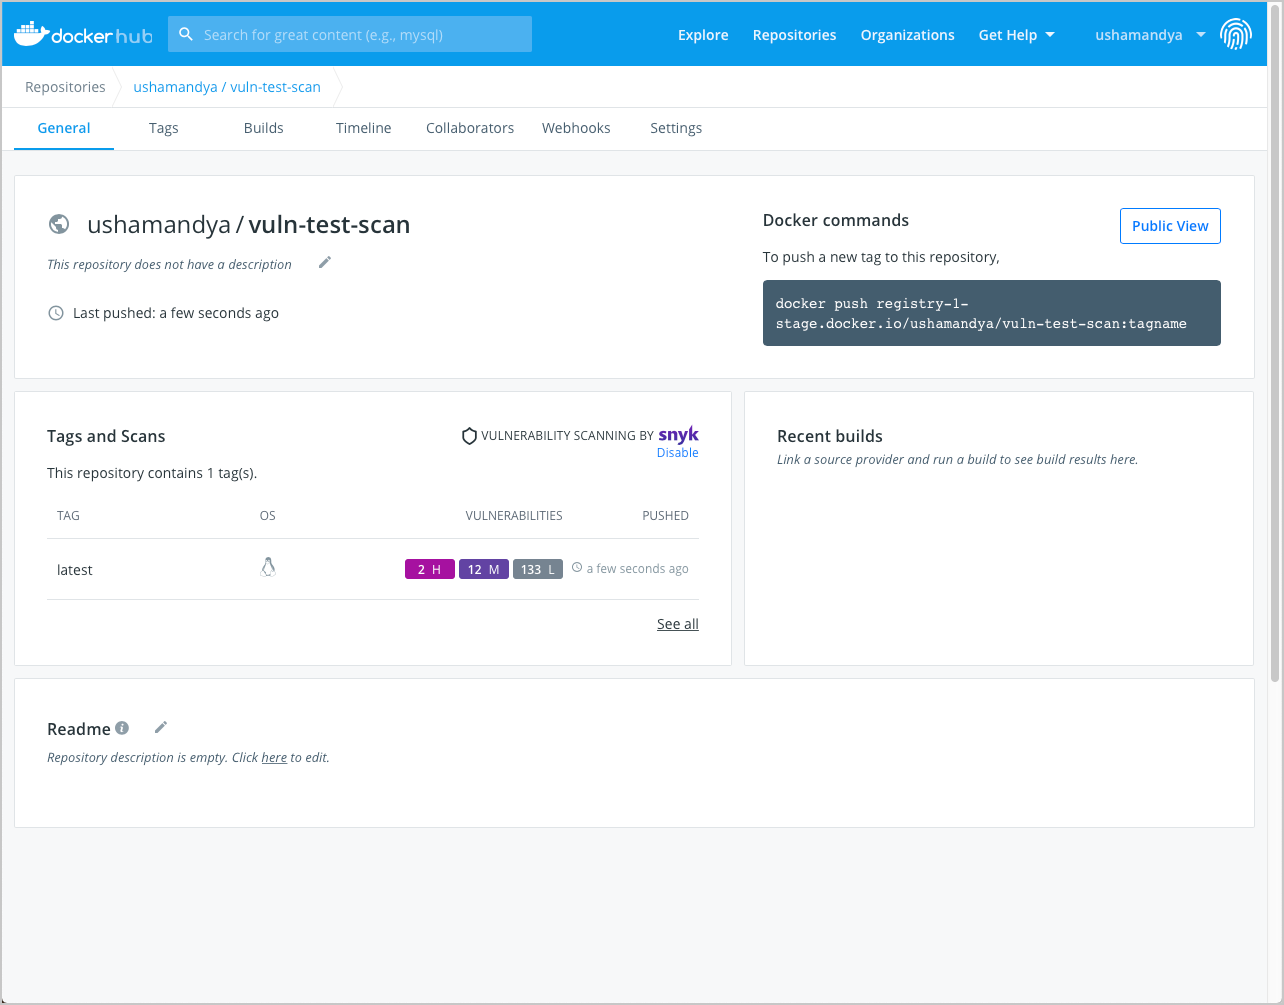 docker hub
Search for great content (e.g., mysql)
Explore
Repositories
Organizations
Get Help
ushamandya
Repositories
ushamandya / vuln-test-scan
General
Tags
Builds
Timeline
Collaborators
Webhooks
Settings
ushamandya / vuln-test-scan
This repository does not have a description
Last pushed: a few seconds ago
Docker commands
Public View
To push a new tag to this repository,
docker push registry-1-
stage.docker.io/ushamandya/vuln-test-scan:tagname
Tags and Scans
VULNERABILITY SCANNING BY snyk
Disable
This repository contains 1 tag(s).
TAG OS VULNERABILITIES PUSHED
latest 2 H 12 M 133 L a few seconds ago
See all
Recent builds
Link a source provider and run a build to see build results here.
Readme
Repository description is empty. Click here to edit.